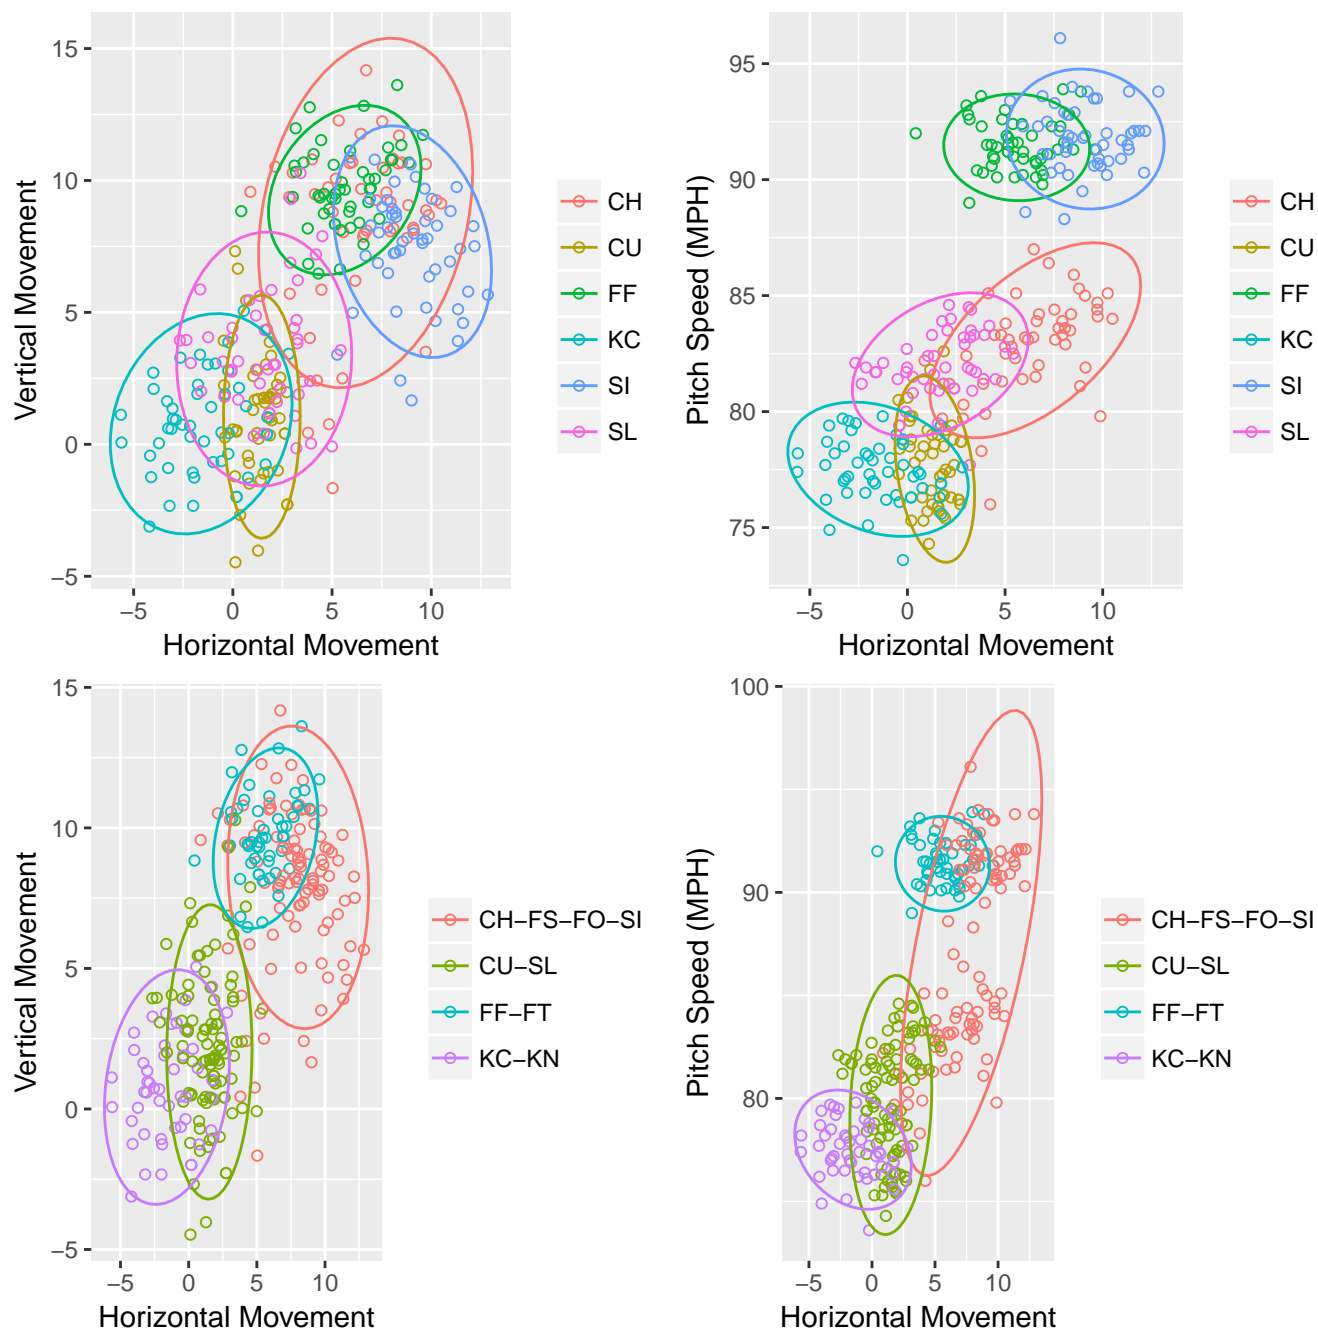 15
10
5
0
−5
−5
0
5
10
Vertical Movement
Horizontal Movement
CH
CU
FF
KC
SI
SL
95
90
85
80
75
−5
0
5
10
Pitch Speed (MPH)
Horizontal Movement
CH
CU
FF
KC
SI
SL
15
10
5
0
−5
−5
0
5
10
Vertical Movement
Horizontal Movement
CH−FS−FO−SI
CU−SL
FF−FT
KC−KN
100
90
80
−5
0
5
10
Pitch Speed (MPH)
Horizontal Movement
CH−FS−FO−SI
CU−SL
FF−FT
KC−KN